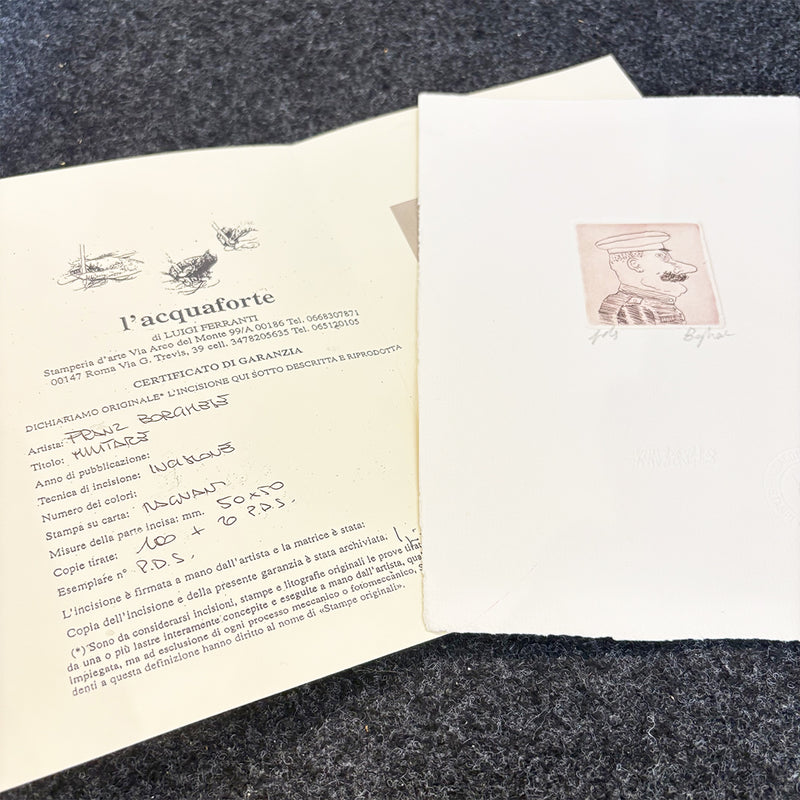 l'acquaforte
di LUIGI FERRANTI
Stamperia d'arte Via Arco del Monte 99/A 00186 Tel. 0668307871
00147 Roma Via G. Trevis, 39 cell. 3478205635 Tel. 065120105
CERTIFICATO DI GARANZIA
DICHIARIAMO ORIGINALE* L'INCISIONE QUI SOTTO DESCRITTA E RIPRODOTTA
Artista: FRANZ BORGHESE
Titolo: MILITARE
Anno di pubblicazione:
Tecnica di incisione: INCISIONE
Numero dei colori:
Stampa su carta: MAGNANI
Misure della parte incisa: mm. 50x50
Copie tirate: 100 + 20 P.D.S.
Esemplare n° P.D.S.
L'incisione è firmata a mano dall'artista e la matrice è stata:
Copia dell'incisione e della presente garanzia è stata archiviata.
(*) Sono da considerarsi incisioni, stampe e litografie originali le prove
da una o più lastre interamente concepite e eseguite a mano dall'artista,
impiegata, ma ad esclusione di ogni processo meccanico o fotomeccanico,
denti a questa definizione hanno diritto al nome di «Stampe originali».